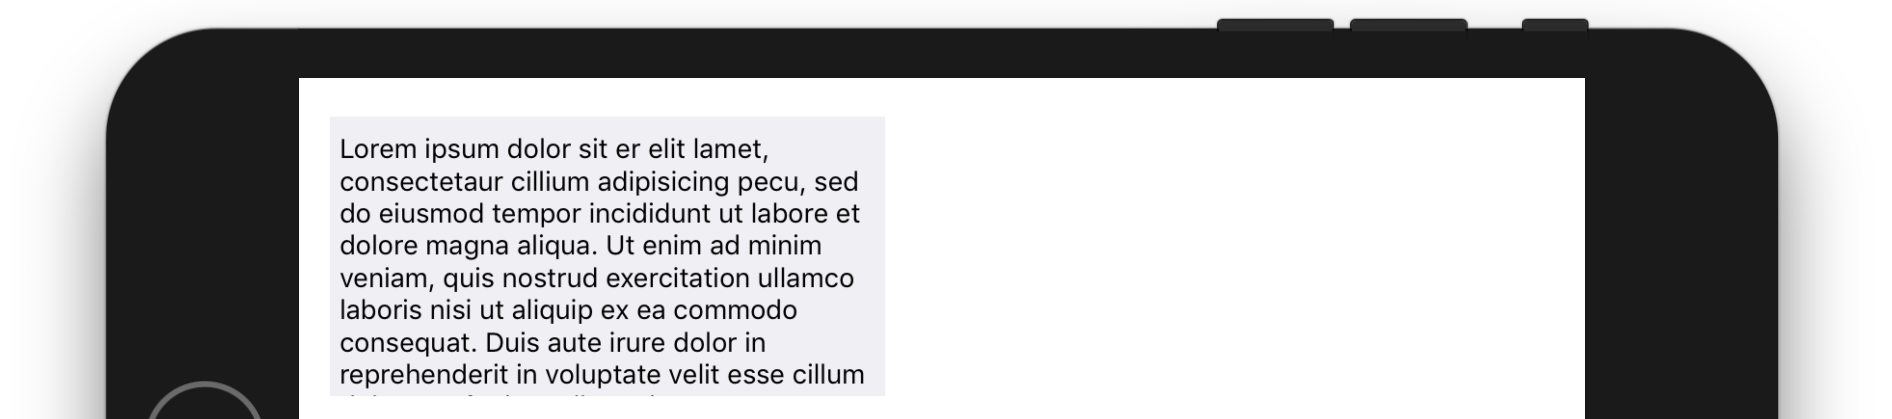 Lorem ipsum dolor sit er elit lamet,
consectetaur cillium adipisicing pecu, sed
do eiusmod tempor incididunt ut labore et
dolore magna aliqua. Ut enim ad minim
veniam, quis nostrud exercitation ullamco
laboris nisi ut aliquip ex ea commodo
consequat. Duis aute irure dolor in
reprehenderit in voluptate velit esse cillum